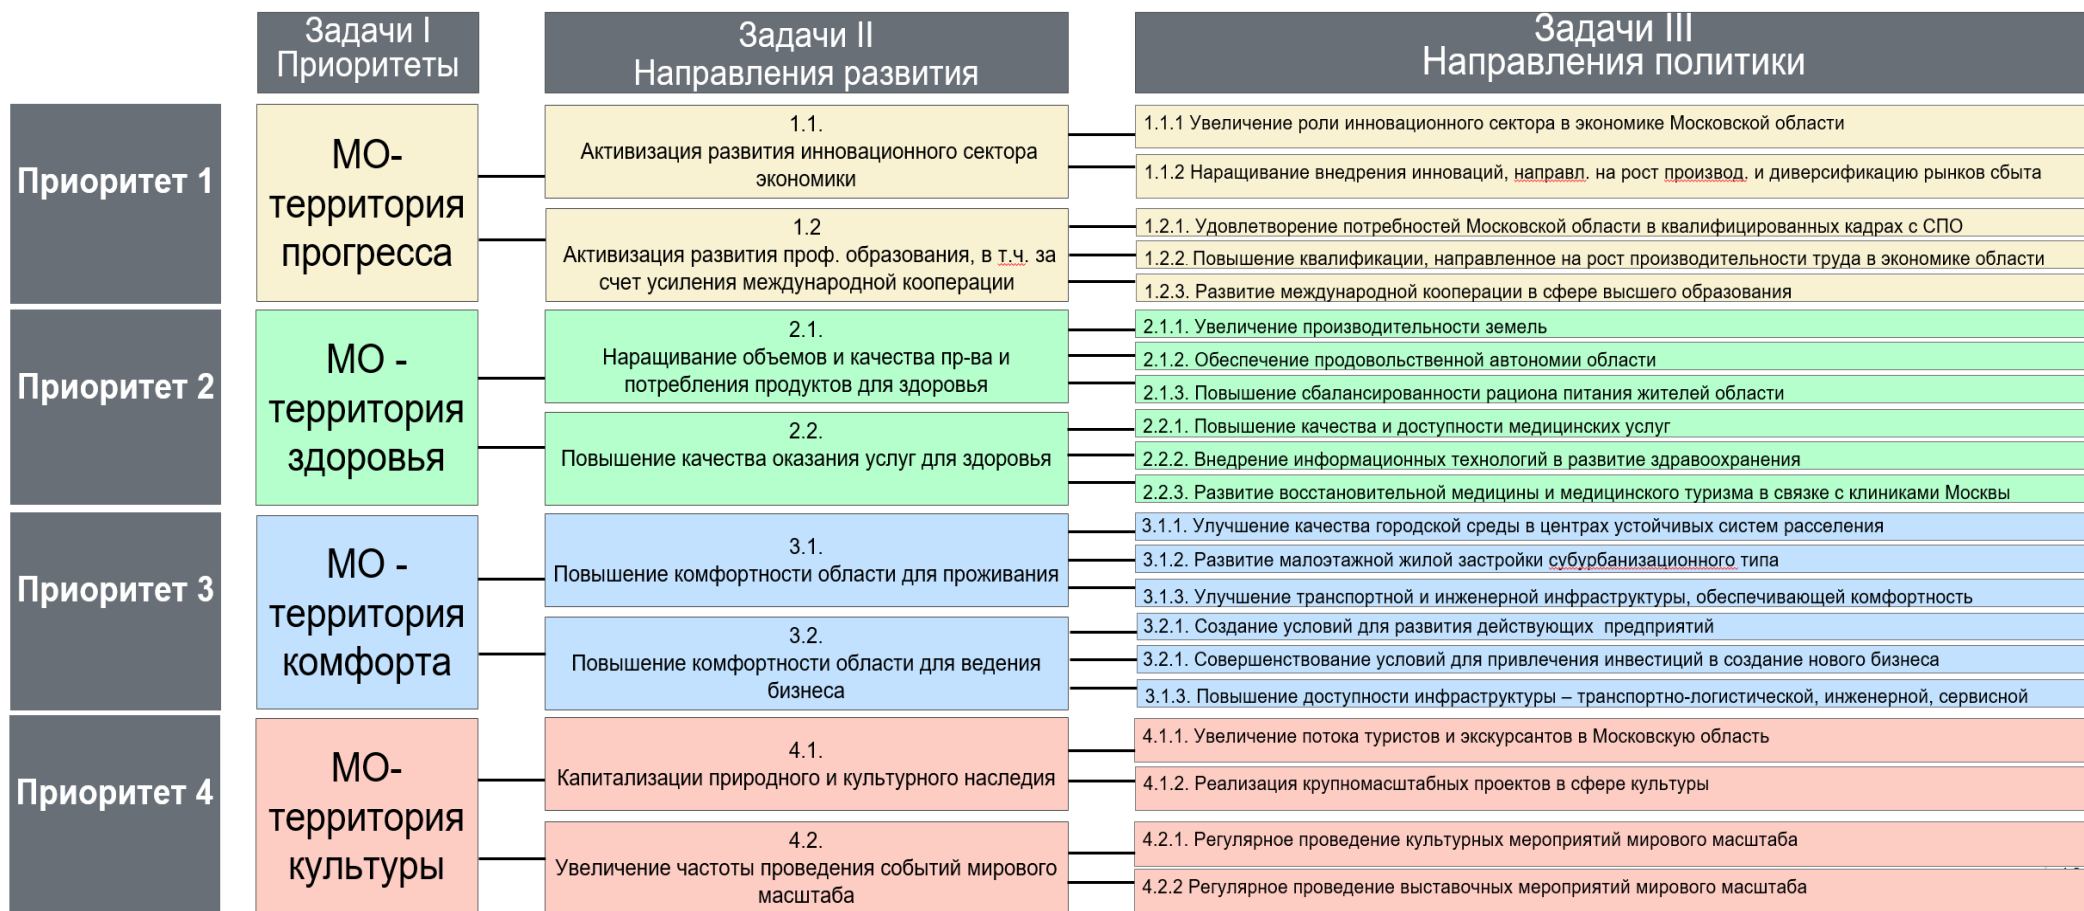 Задачи I
Приоритеты
Задачи II
Направления развития
Задачи III
Направления политики
Приоритет 1
МО-
территория
прогресса
1.1.
Активизация развития инновационного сектора
экономики
1.1.1 Увеличение роли инновационного сектора в экономике Московской области
1.1.2 Наращивание внедрения инноваций, направл. на рост производ. и диверсификацию рынков сбыта
1.2
Активизация развития проф. образования, в т.ч. за
счет усиления международной кооперации
1.2.1. Удовлетворение потребностей Московской области в квалифицированных кадрах с СПО
1.2.2. Повышение квалификации, направленное на рост производительности труда в экономике области
1.2.3. Развитие международной кооперации в сфере высшего образования
Приоритет 2
МО -
территория
здоровья
2.1.
Наращивание объемов и качества пр-ва и
потребления продуктов для здоровья
2.1.1. Увеличение производительности земель
2.1.2. Обеспечение продовольственной автономии области
2.1.3. Повышение сбалансированности рациона питания жителей области
2.2.
Повышение качества оказания услуг для здоровья
2.2.1. Повышение качества и доступности медицинских услуг
2.2.2. Внедрение информационных технологий в развитие здравоохранения
2.2.3. Развитие восстановительной медицины и медицинского туризма в связке с клиниками Москвы
Приоритет 3
МО -
территория
комфорта
3.1.
Повышение комфортности области для проживания
3.1.1. Улучшение качества городской среды в центрах устойчивых систем расселения
3.1.2. Развитие малоэтажной жилой застройки субурбанизационного типа
3.1.3. Улучшение транспортной и инженерной инфраструктуры, обеспечивающей комфортность
3.2.
Повышение комфортности области для ведения
бизнеса
3.2.1. Создание условий для развития действующих  предприятий
3.2.1. Совершенствование условий для привлечения инвестиций в создание нового бизнеса
3.1.3. Повышение доступности инфраструктуры – транспортно-логистической, инженерной, сервисной
Приоритет 4
МО-
территория
культуры
4.1.
Капитализации природного и культурного наследия
4.1.1. Увеличение потока туристов и экскурсантов в Московскую область
4.1.2. Реализация крупномасштабных проектов в сфере культуры
4.2.
Увеличение частоты проведения событий мирового
масштаба
4.2.1. Регулярное проведение культурных мероприятий мирового масштаба
4.2.2 Регулярное проведение выставочных мероприятий мирового масштаба